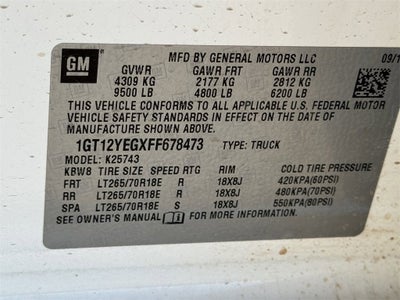 GM
MFD BY GENERAL MOTORS LLC 09/1
GVWR GAWR FRT GAWR RR
4309 KG 2177 KG 2812 KG
9500 LB 4800 LB 6200 LB
THIS VEHICLE CONFORMS TO ALL APPLICABLE U.S. FEDERAL MOTOR
VEHICLE SAFETY STANDARDS IN EFFECT ON THE DATE OF
MANUFACTURE SHOWN ABOVE.
1GT12YEGXFF678473 TYPE: TRUCK
MODEL: K25743
KBW8 TIRE SIZE SPEED RTG RIM COLD TIRE PRESSURE
FRT LT265/70R18E R 18X8J 420KPA(60PSI)
RR LT265/70R18E R 18X8J 480KPA(70PSI)
SPA LT265/70R18E S 18X8J 550KPA(80PSI)
SEE OWNER'S MANUAL FOR MORE INFORMATION.